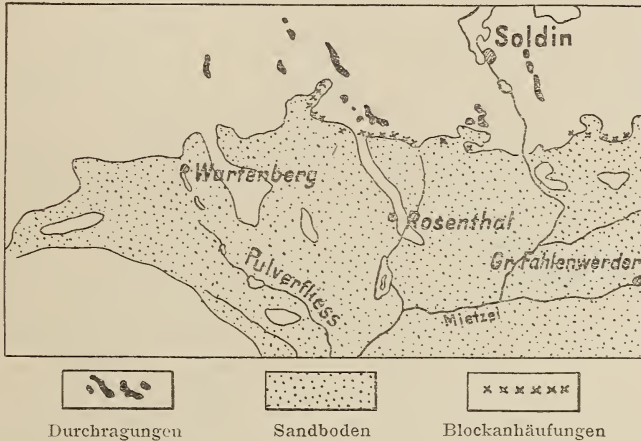 Soldin
Wartenberg
Rosenthal
Gr. Fahlenwerder
Pulverfliess
Mietzel
Durchragungen
Sandboden
Blockanhäufungen